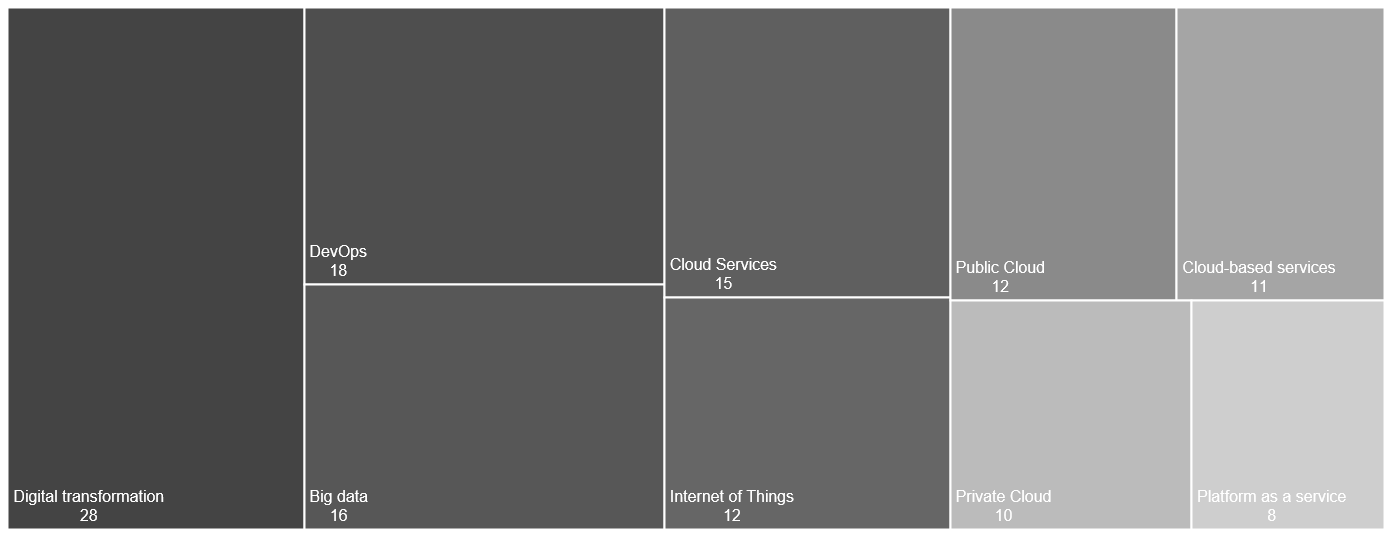 Digital transformation
28
DevOps
18
Big data
16
Cloud Services
15
Internet of Things
12
Public Cloud
12
Cloud-based services
11
Private Cloud
10
Platform as a service
8